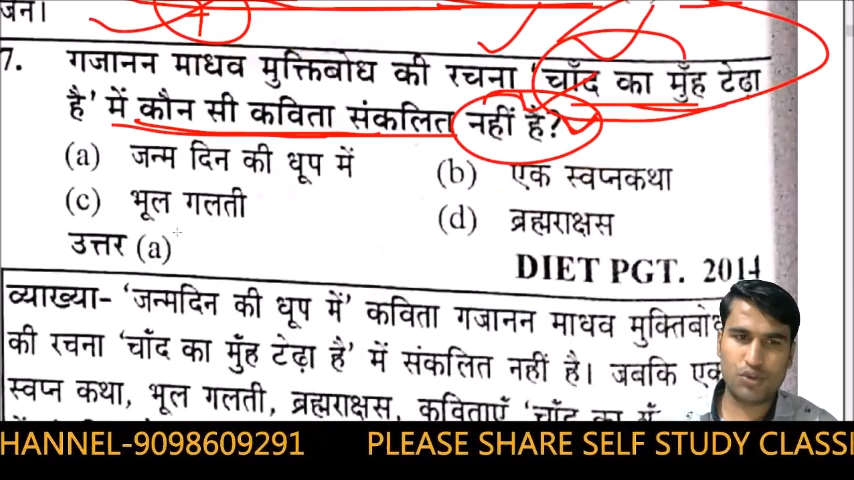 जन।
7. गजानन माधव मुक्तिबोध की रचना 'चाँद का मुँह टेढ़ा
है' में कौन सी कविता संकलित नहीं है?
(a) जन्म दिन की धूप में (b) एक स्वप्नकथा
(c) भूल गलती (d) ब्रह्मराक्षस
उत्तर (a)
DIET PGT. 2014
व्याख्या- 'जन्मदिन की धूप में' कविता गजानन माधव मुक्तिबोध
की रचना 'चाँद का मुँह टेढ़ा है' में संकलित नहीं है। जबकि एक
स्वप्न कथा, भूल गलती, ब्रह्मराक्षस, कविताएँ 'चाँद का
HANNEL-9098609291 PLEASE SHARE SELF STUDY CLASSI